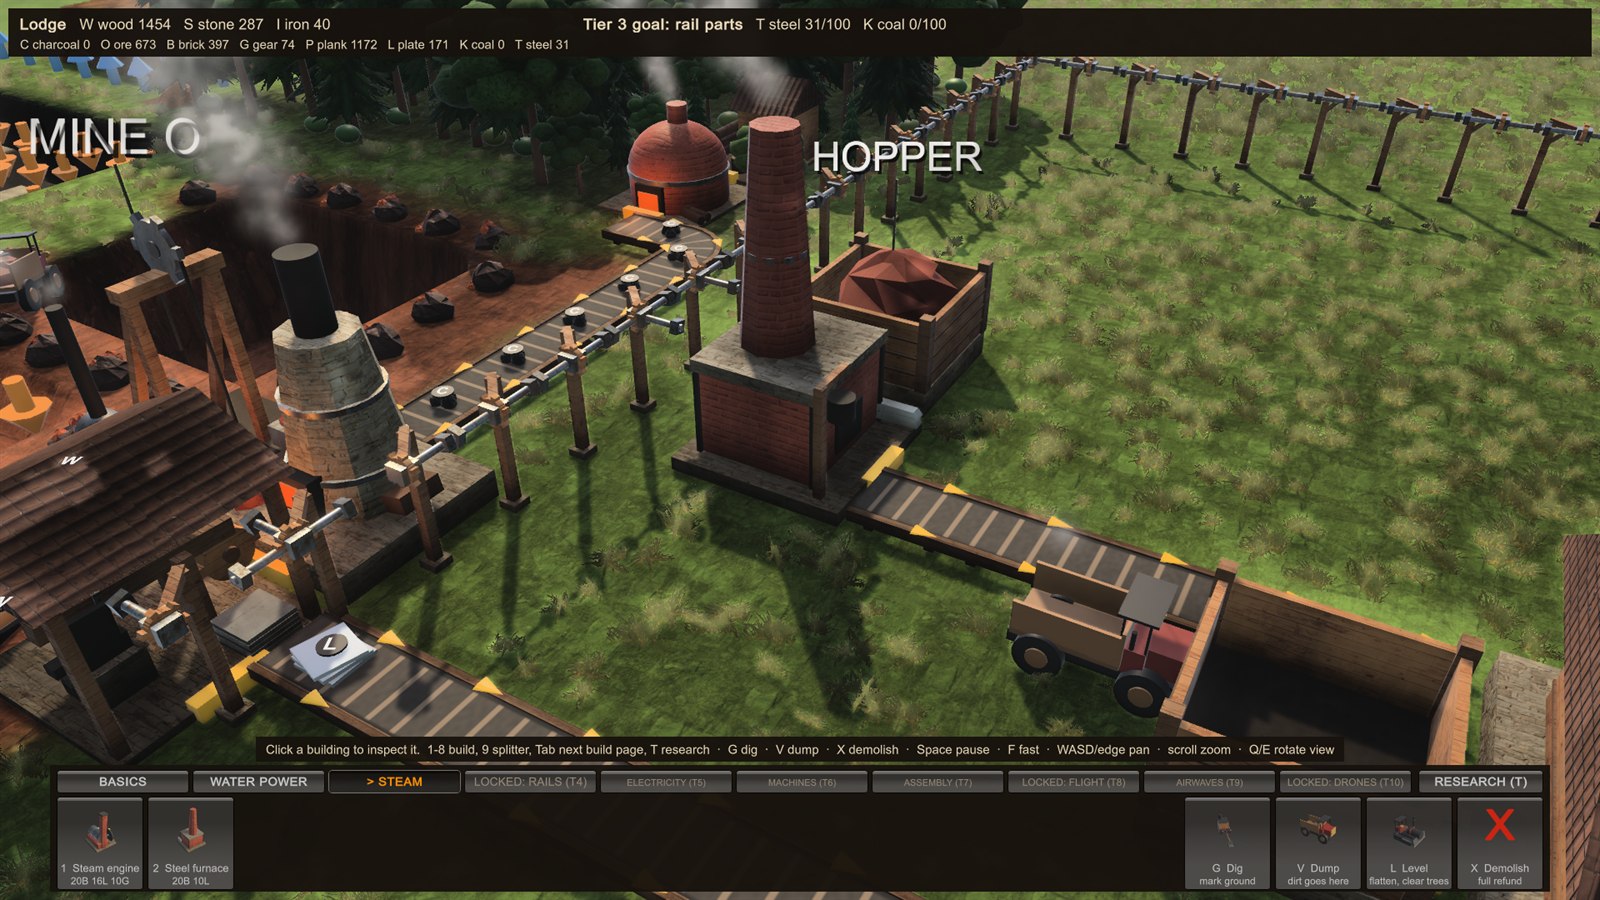 Lodge W wood 1454 S stone 287 I iron 40
Tier 3 goal: rail parts T steel 31/100 K coal 0/100
C charcoal 0 O ore 673 B brick 397 G gear 74 P plank 1172 L plate 171 K coal 0 T steel 31
MINE O
HOPPER
W
L
Click a building to inspect it. 1-8 build, 9 splitter, Tab next build page, T research · G dig · V dump · X demolish · Space pause · F fast · WASD/edge pan · scroll zoom · Q/E rotate view
BASICS
WATER POWER
> STEAM
LOCKED: RAILS (T4)
ELECTRICITY (T5)
MACHINES (T6)
ASSEMBLY (T7)
LOCKED: FLIGHT (T8)
AIRWAVES (T9)
LOCKED: DRONES (T10)
RESEARCH (T)
1 Steam engine
20B 16L 10G
2 Steel furnace
20B 10L
G Dig
mark ground
V Dump
dirt goes here
L Level
flatten, clear trees
X Demolish
full refund